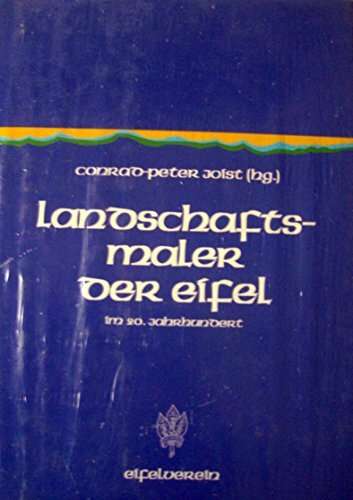 Conrad-Peter Joist (hg.)
Landschafts-
maler
der eifel
im 20. Jahrhundert
eifelverein